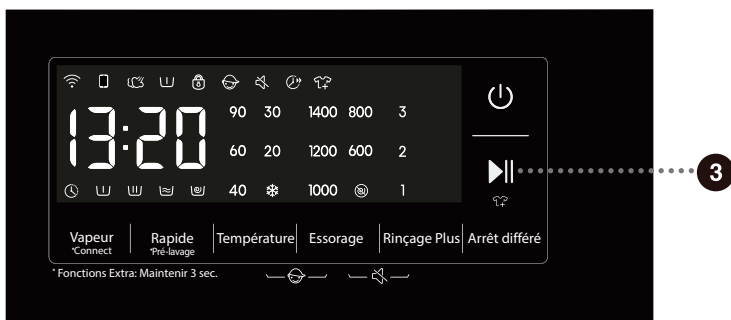 13:20
90 30 1400 800 3
60 20 1200 600 2
40 1000 1
3
Vapeur Rapide Température Essorage Rinçage Plus Arrêt différé
*Connect *Pré-lavage
* Fonctions Extra: Maintenir 3 sec.